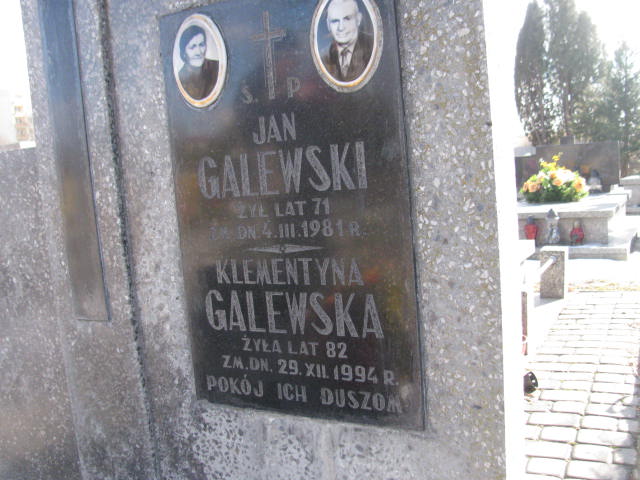 Ś. P
JAN
GALEWSKI
ŻYŁ LAT 71
ZM. DN. 4. III. 1981 R.
KLEMENTYNA
GALEWSKA
ŻYŁA LAT 82
ZM. DN. 29. XII. 1994 R.
POKÓJ ICH DUSZOM